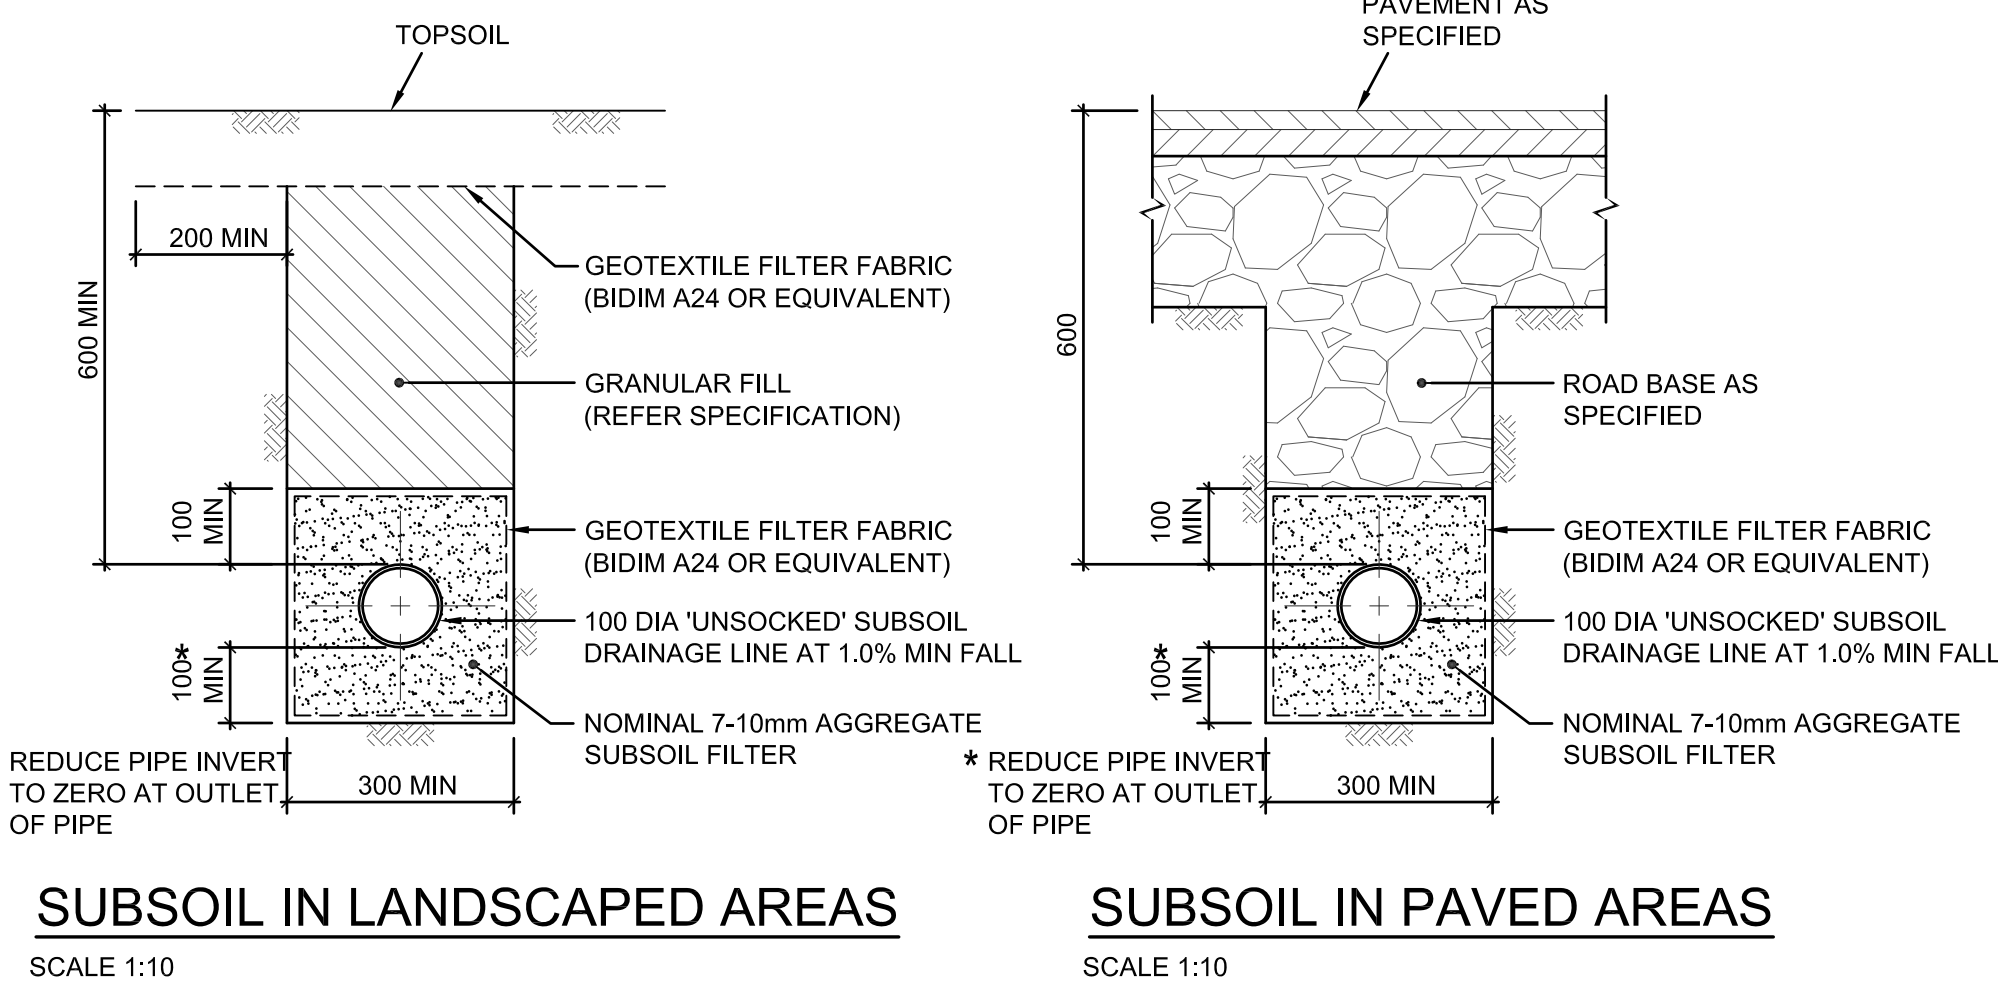 TOPSOIL
600 MIN
200 MIN
GEOTEXTILE FILTER FABRIC
(BIDIM A24 OR EQUIVALENT)
GRANULAR FILL
(REFER SPECIFICATION)
100
MIN
GEOTEXTILE FILTER FABRIC
(BIDIM A24 OR EQUIVALENT)
100 DIA 'UNSOCKED' SUBSOIL
DRAINAGE LINE AT 1.0% MIN FALL
100*
MIN
NOMINAL 7-10mm AGGREGATE
SUBSOIL FILTER
REDUCE PIPE INVERT
TO ZERO AT OUTLET
OF PIPE
300 MIN
SUBSOIL IN LANDSCAPED AREAS
SCALE 1:10
PAVEMENT AS
SPECIFIED
600
ROAD BASE AS
SPECIFIED
100
MIN
GEOTEXTILE FILTER FABRIC
(BIDIM A24 OR EQUIVALENT)
100 DIA 'UNSOCKED' SUBSOIL
DRAINAGE LINE AT 1.0% MIN FALL
100*
MIN
NOMINAL 7-10mm AGGREGATE
SUBSOIL FILTER
* REDUCE PIPE INVERT
TO ZERO AT OUTLET
OF PIPE
300 MIN
SUBSOIL IN PAVED AREAS
SCALE 1:10